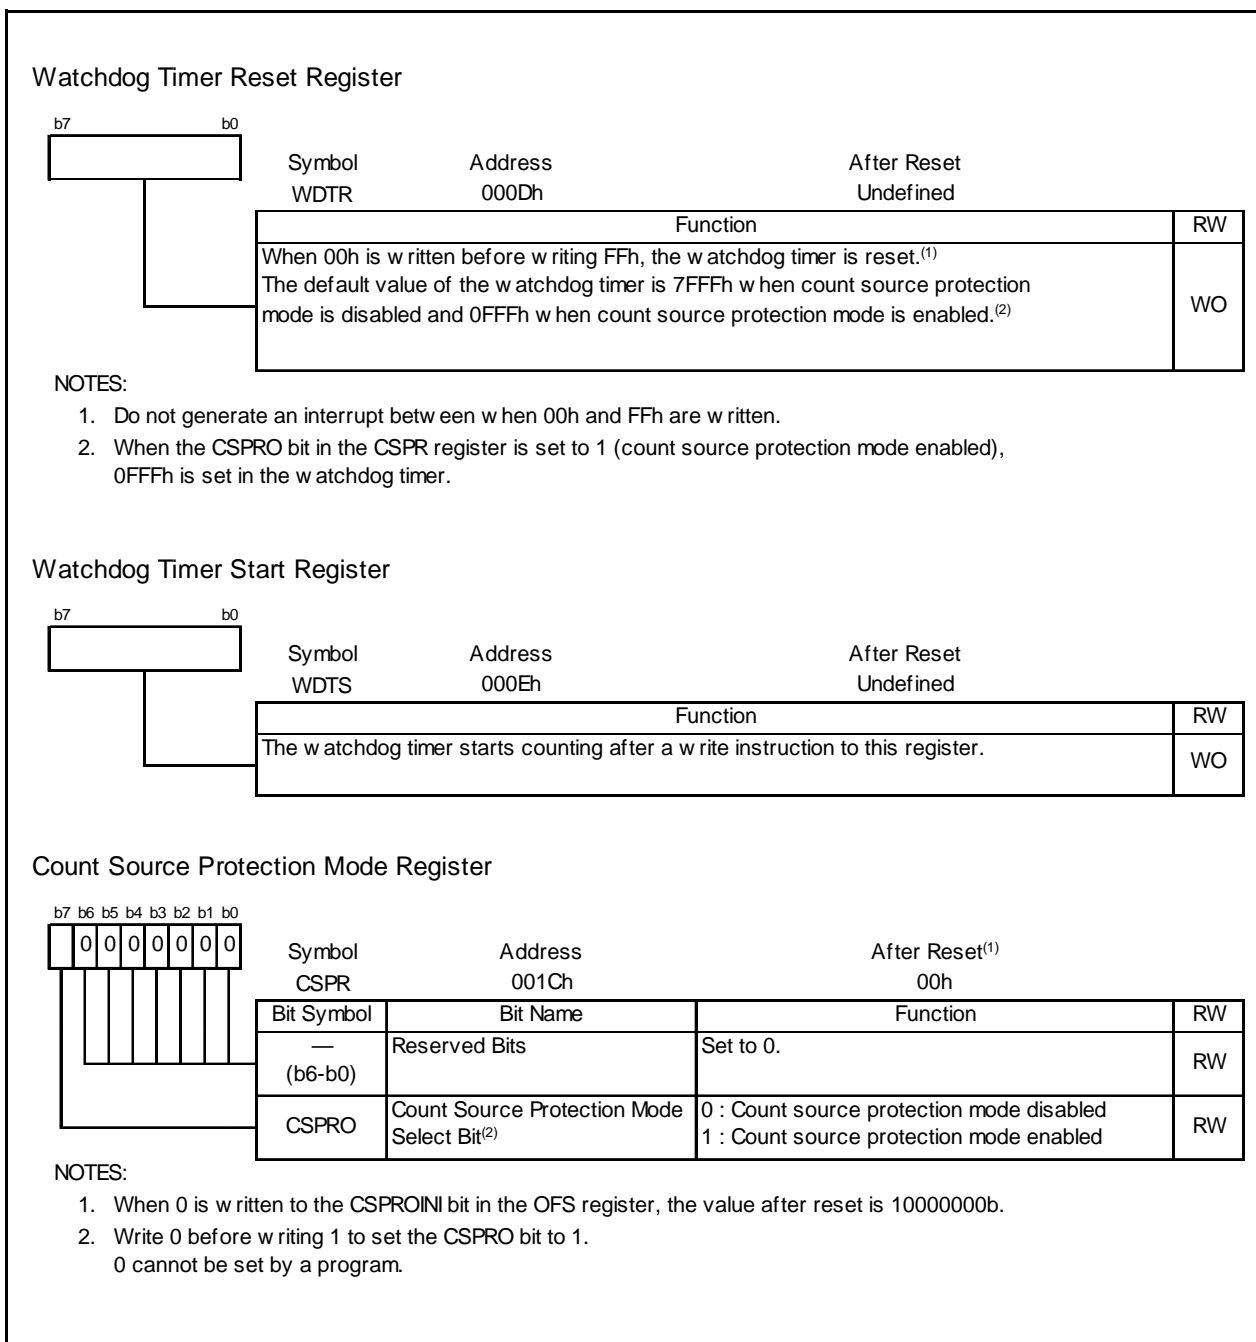 Watchdog Timer Reset Register
b7 b0
Symbol Address After Reset
WDTR 000Dh Undefined
Function RW
When 00h is written before writing FFh, the watchdog timer is reset.(1)
The default value of the watchdog timer is 7FFFh when count source protection
mode is disabled and 0FFFh when count source protection mode is enabled.(2)
WO
NOTES:
1. Do not generate an interrupt between when 00h and FFh are written.
2. When the CSPRO bit in the CSPR register is set to 1 (count source protection mode enabled),
0FFFh is set in the watchdog timer.
Watchdog Timer Start Register
b7 b0
Symbol Address After Reset
WDTS 000Eh Undefined
Function RW
The watchdog timer starts counting after a write instruction to this register.
WO
Count Source Protection Mode Register
b7 b6 b5 b4 b3 b2 b1 b0
0 0 0 0 0 0 0
Symbol Address After Reset(1)
CSPR 001Ch 00h
Bit Symbol Bit Name Function RW
— Reserved Bits Set to 0.
(b6-b0) RW
CSPRO Count Source Protection Mode 0 : Count source protection mode disabled RW
Select Bit(2) 1 : Count source protection mode enabled
NOTES:
1. When 0 is written to the CSPROINI bit in the OFS register, the value after reset is 10000000b.
2. Write 0 before writing 1 to set the CSPRO bit to 1.
0 cannot be set by a program.